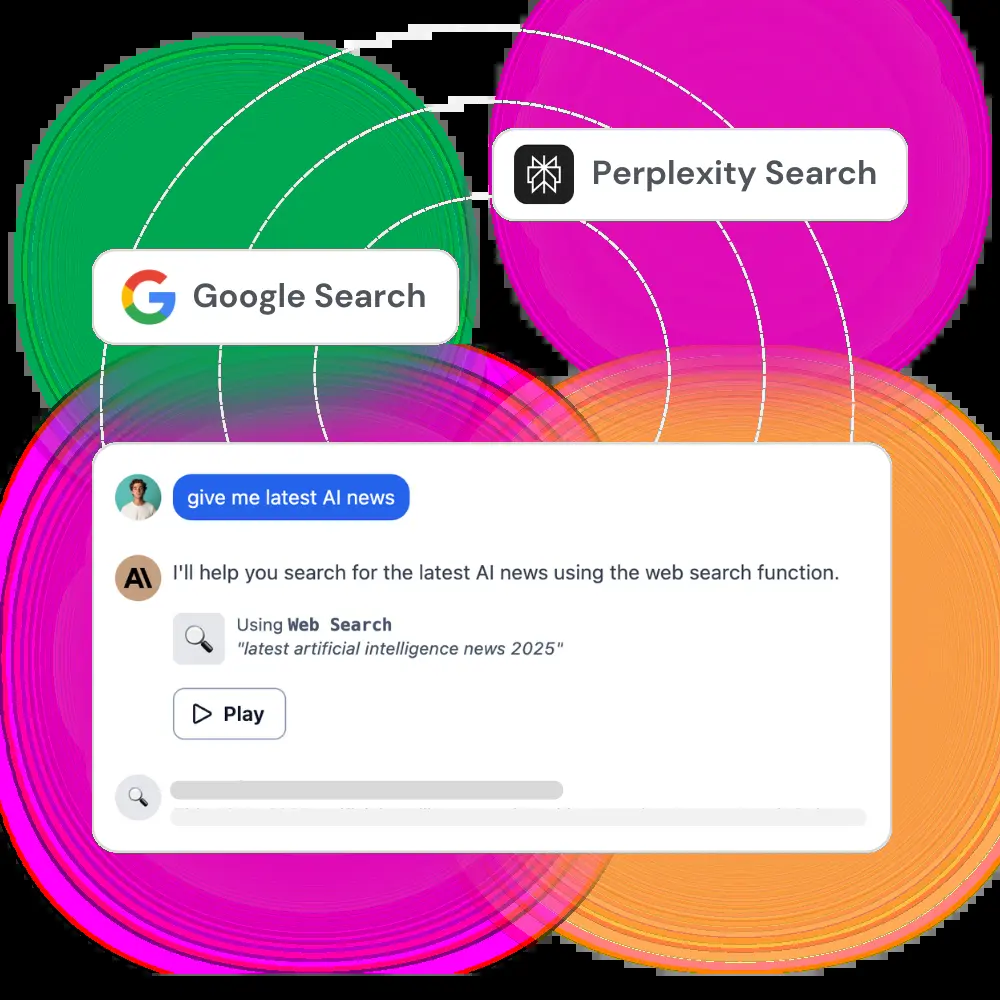 Perplexity Search
Google Search
give me latest AI news
I'll help you search for the latest AI news using the web search function.
Using Web Search
"latest artificial intelligence news 2025"
Play